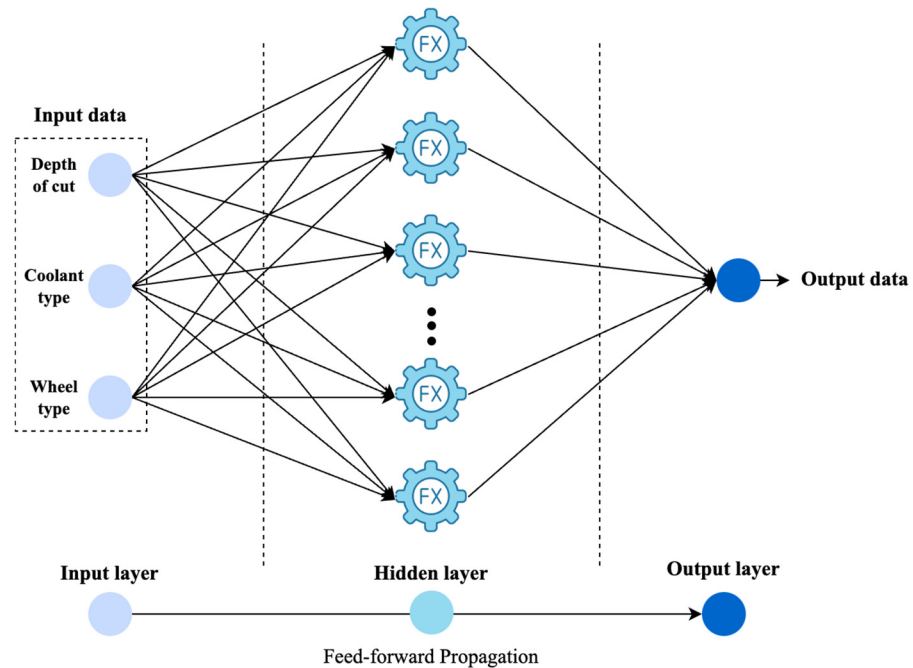 FX
Input data
FX
Depth
of cut
FX
Coolant
type
Output data
Wheel
type
FX
FX
Input layer
Hidden layer
Output layer
Feed-forward Propagation